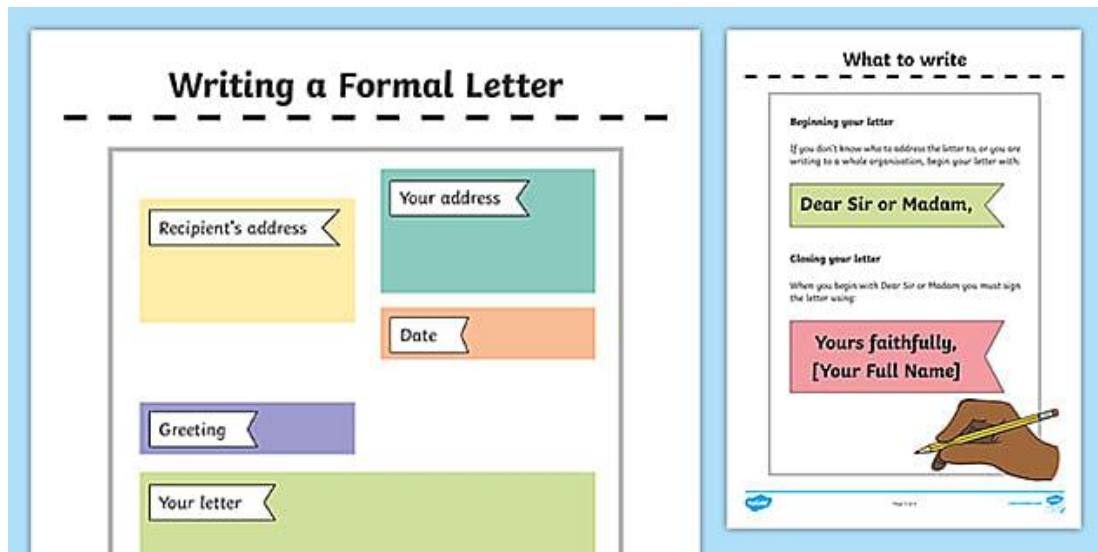 Writing a Formal Letter
Recipient's address
Your address
Date
Greeting
Your letter
What to write
Beginning your letter
If you don't know who to address the letter to, or you are
writing to a whole organisation, begin your letter with:
Dear Sir or Madam,
Closing your letter
When you begin with Dear Sir or Madam you must sign
the letter using:
Yours faithfully,
[Your Full Name]